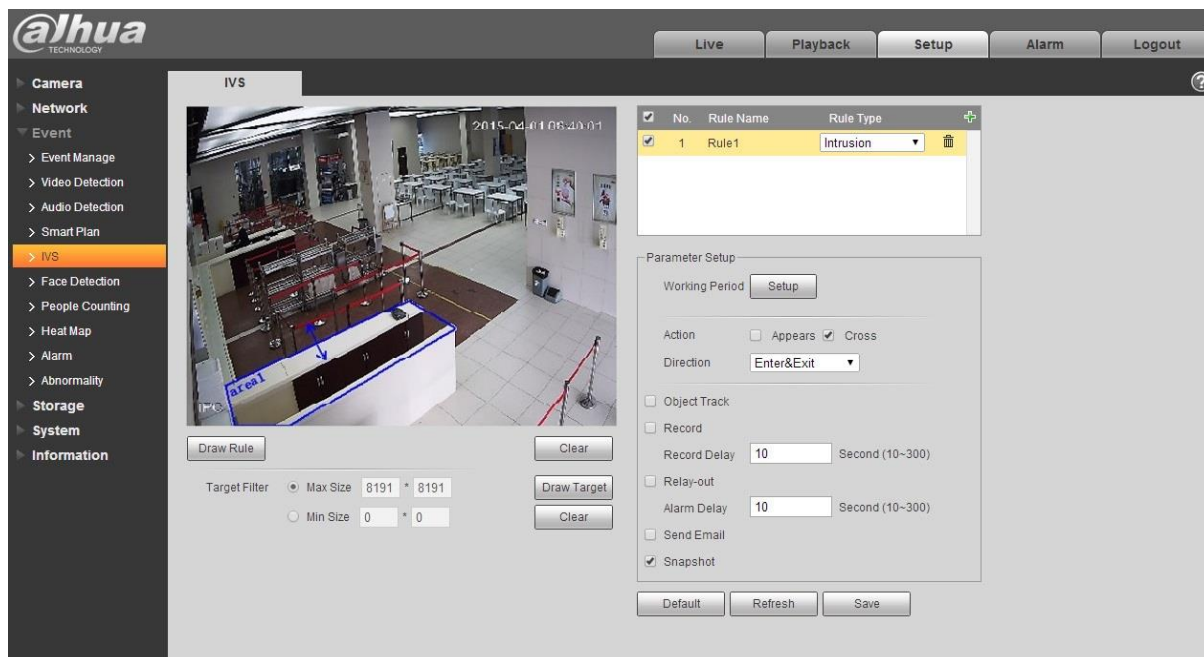 alhua
TECHNOLOGY
Live
Playback
Setup
Alarm
Logout
Camera
Network
Event
Event Manage
Video Detection
Audio Detection
Smart Plan
IVS
Face Detection
People Counting
Heat Map
Alarm
Abnormality
Storage
System
Information
IVS
?
2015-04-01 06:40:01
area1
IPC
Draw Rule
Clear
Target Filter Max Size 8191 * 8191 Draw Target
Min Size 0 * 0 Clear
No. Rule Name Rule Type
1 Rule1 Intrusion
Parameter Setup
Working Period Setup
Action Appears Cross
Direction Enter&Exit
Object Track
Record
Record Delay 10 Second (10~300)
Relay-out
Alarm Delay 10 Second (10~300)
Send Email
Snapshot
Default Refresh Save